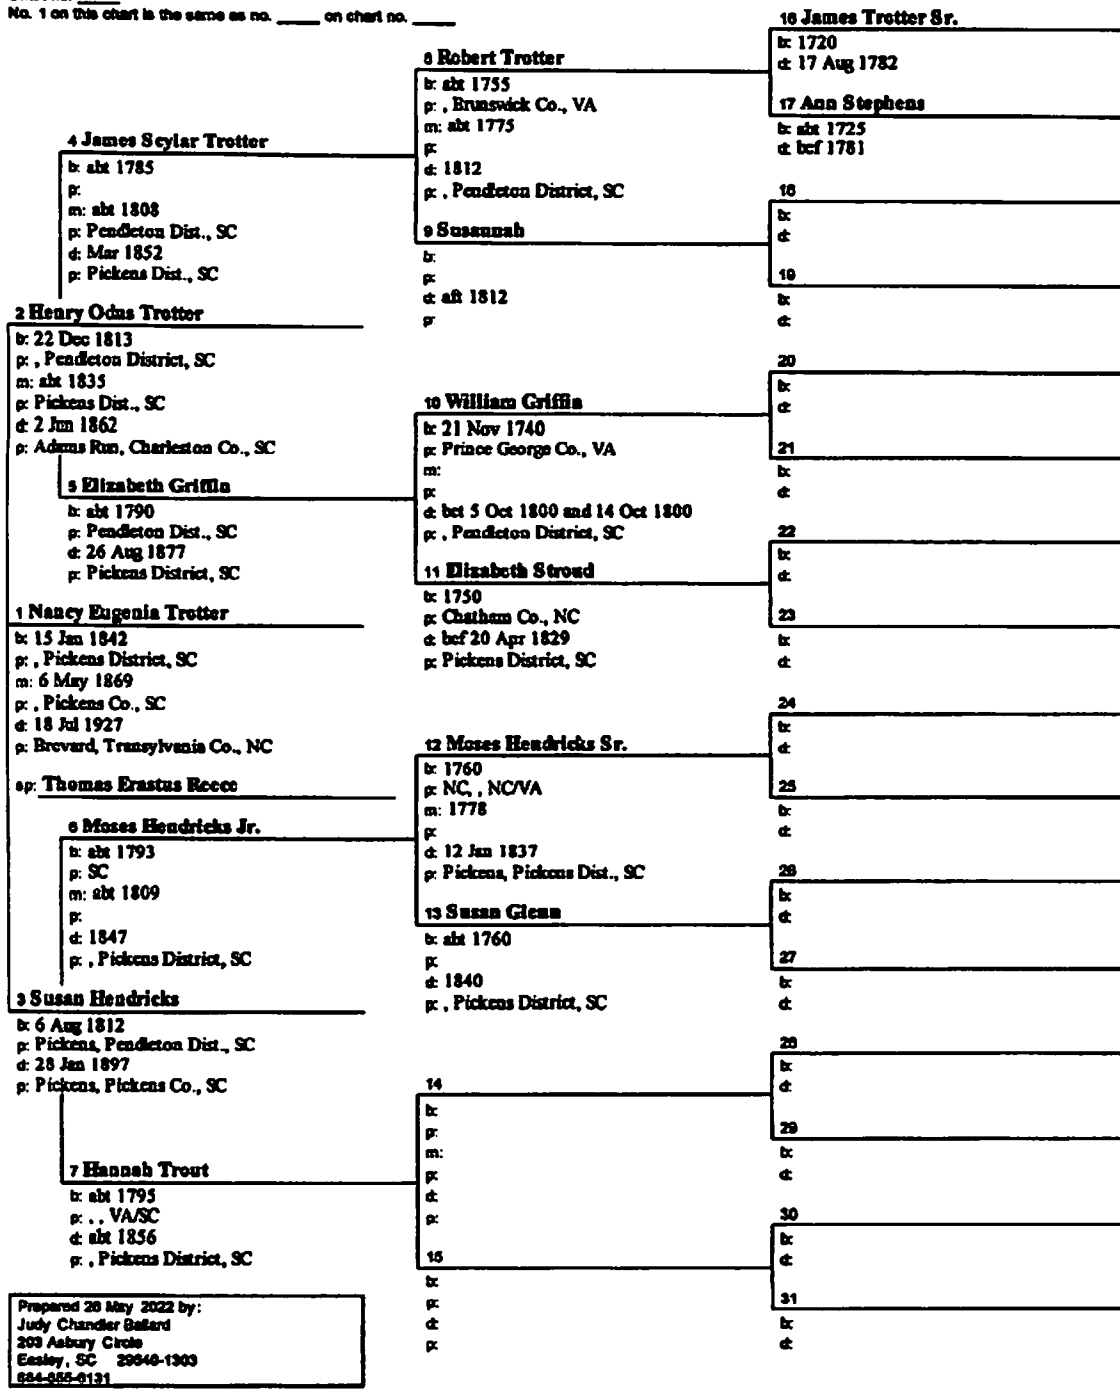 No. 1 on this chart is the same as no. _____ on chart no. _____
16 James Trotter Sr.
b: 1720
d: 17 Aug 1782
8 Robert Trotter
b: abt 1755
p: , Brunswick Co., VA
m: abt 1775
p:
d: 1812
p: , Pendleton District, SC
17 Ann Stephens
b: abt 1725
d: bef 1781
4 James Scylar Trotter
b: abt 1785
p:
m: abt 1808
p: Pendleton Dist., SC
d: Mar 1852
p: Pickens Dist., SC
18
b:
d:
9 Susannah
b:
p:
d: aft 1812
p:
19
b:
d:
2 Henry Odus Trotter
b: 22 Dec 1813
p: , Pendleton District, SC
m: abt 1835
p: Pickens Dist., SC
d: 2 Jun 1862
p: Adams Run, Charleston Co., SC
20
b:
d:
10 William Griffin
b: 21 Nov 1740
p: Prince George Co., VA
m:
p:
d: bet 5 Oct 1800 and 14 Oct 1800
p: , Pendleton District, SC
21
b:
d:
5 Elizabeth Griffin
b: abt 1790
p: Pendleton Dist., SC
d: 26 Aug 1877
p: Pickens District, SC
22
b:
d:
11 Elizabeth Stroud
b: 1750
p: Chatham Co., NC
d: bef 20 Apr 1829
p: Pickens District, SC
23
b:
d:
1 Nancy Eugenia Trotter
b: 15 Jan 1842
p: , Pickens District, SC
m: 6 May 1869
p: , Pickens Co., SC
d: 18 Jul 1927
p: Brevard, Transylvania Co., NC
sp: Thomas Erastus Reece
24
b:
d:
12 Moses Hendricks Sr.
b: 1760
p: NC, , NC/VA
m: 1778
p:
d: 12 Jan 1837
p: Pickens, Pickens Dist., SC
25
b:
d:
6 Moses Hendricks Jr.
b: abt 1793
p: SC
m: abt 1809
p:
d: 1847
p: , Pickens District, SC
26
b:
d:
13 Susan Glenn
b: abt 1760
p:
d: 1840
p: , Pickens District, SC
27
b:
d:
3 Susan Hendricks
b: 6 Aug 1812
p: Pickens, Pendleton Dist., SC
d: 28 Jan 1897
p: Pickens, Pickens Co., SC
28
b:
d:
14
b:
p:
m:
p:
d:
p:
29
b:
d:
7 Hannah Trout
b: abt 1795
p: , , VA/SC
d: abt 1856
p: , Pickens District, SC
30
b:
d:
15
b:
p:
d:
p:
31
b:
d:
Prepared 26 May 2022 by:
Judy Chandler Ballard
203 Asbury Circle
Easley, SC 29640-1303